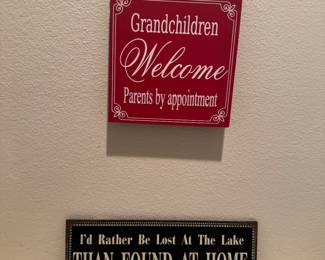 Grandchildren
Welcome
Parents by appointment
I'd Rather Be Lost At The Lake
THAN FOUND AT HOME